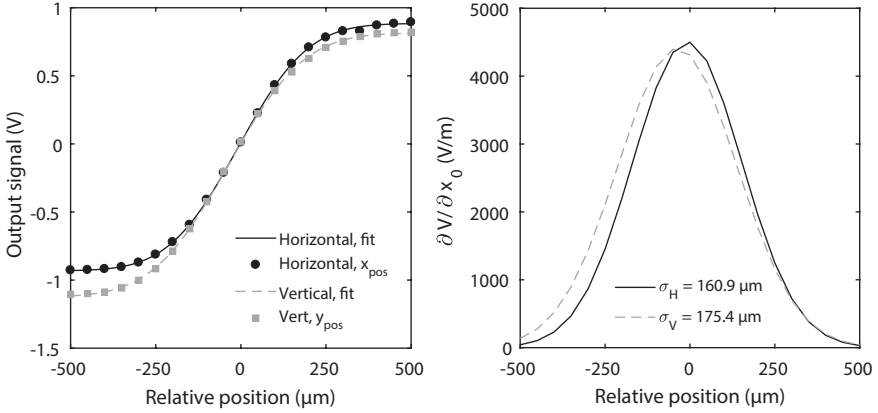 1
0.5
0
-0.5
-1
-1.5
Output signal (V)
Horizontal, fit
Horizontal, x_pos
Vertical, fit
Vert, y_pos
-500 -250 0 250 500
Relative position (μm)
5000
4000
3000
2000
1000
0
∂V/∂x_0 (V/m)
σ_H = 160.9 μm
σ_V = 175.4 μm
-500 -250 0 250 500
Relative position (μm)